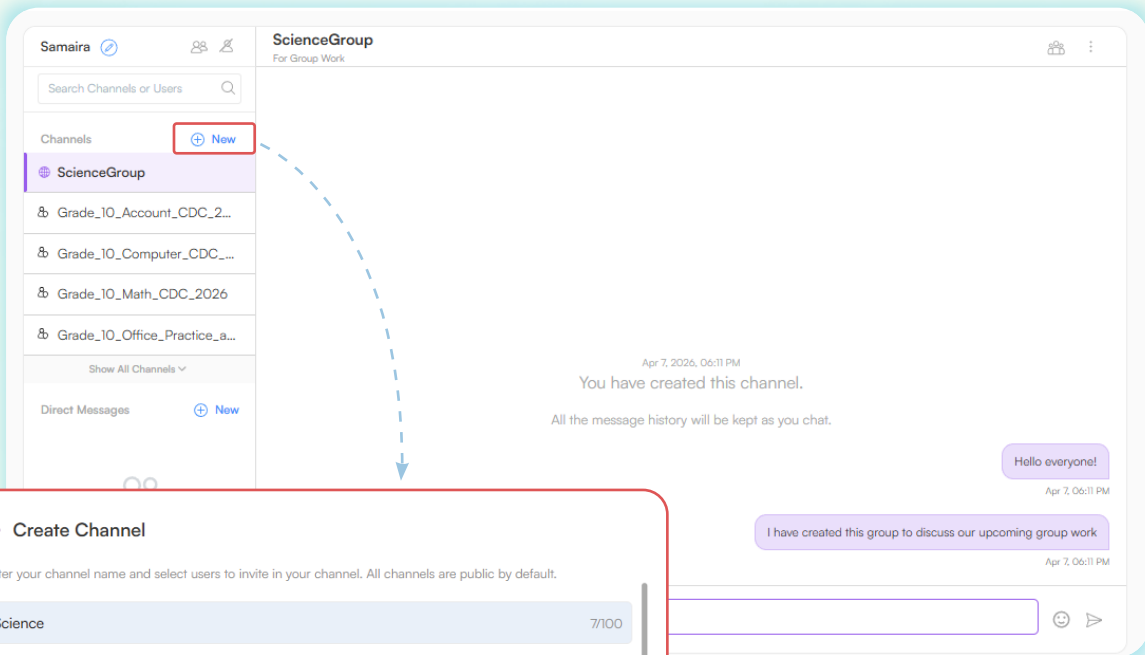 Samaira
Search Channels or Users
Channels
New
ScienceGroup
Grade_10_Account_CDC_2...
Grade_10_Computer_CDC_...
Grade_10_Math_CDC_2026
Grade_10_Office_Practice_a...
Show All Channels
Direct Messages
New
ScienceGroup
For Group Work
Apr 7, 2026, 06:11 PM
You have created this channel.
All the message history will be kept as you chat.
Hello everyone!
Apr 7, 06:11 PM
I have created this group to discuss our upcoming group work
Apr 7, 06:11 PM
Create Channel
ter your channel name and select users to invite in your channel. All channels are public by default.
Science
7/100